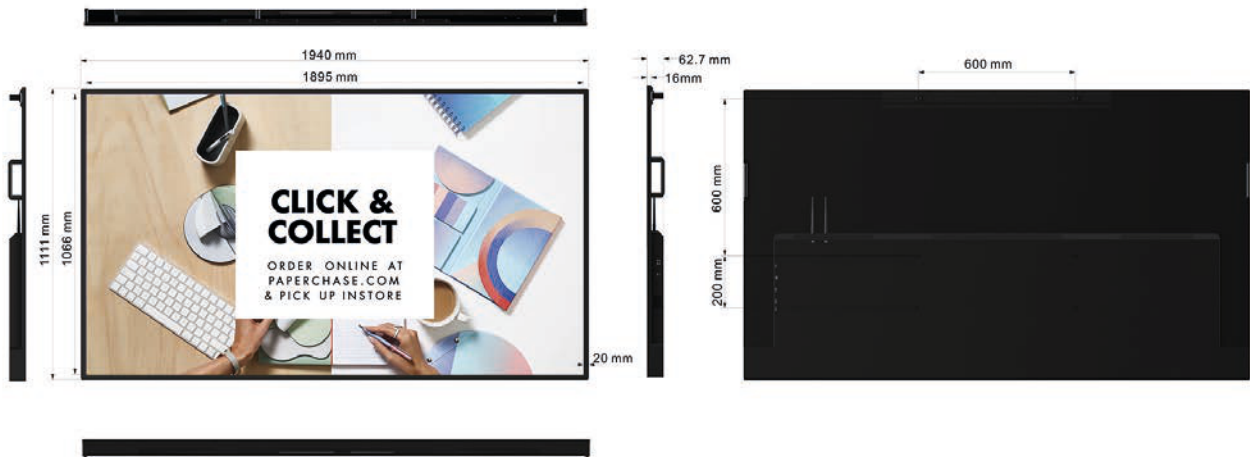 1940 mm
1895 mm
62.7 mm
16mm
600 mm
1111 mm
1066 mm
CLICK &
COLLECT
ORDER ONLINE AT
PAPERCHASE.COM
& PICK UP INSTORE
600 mm
200 mm
20 mm